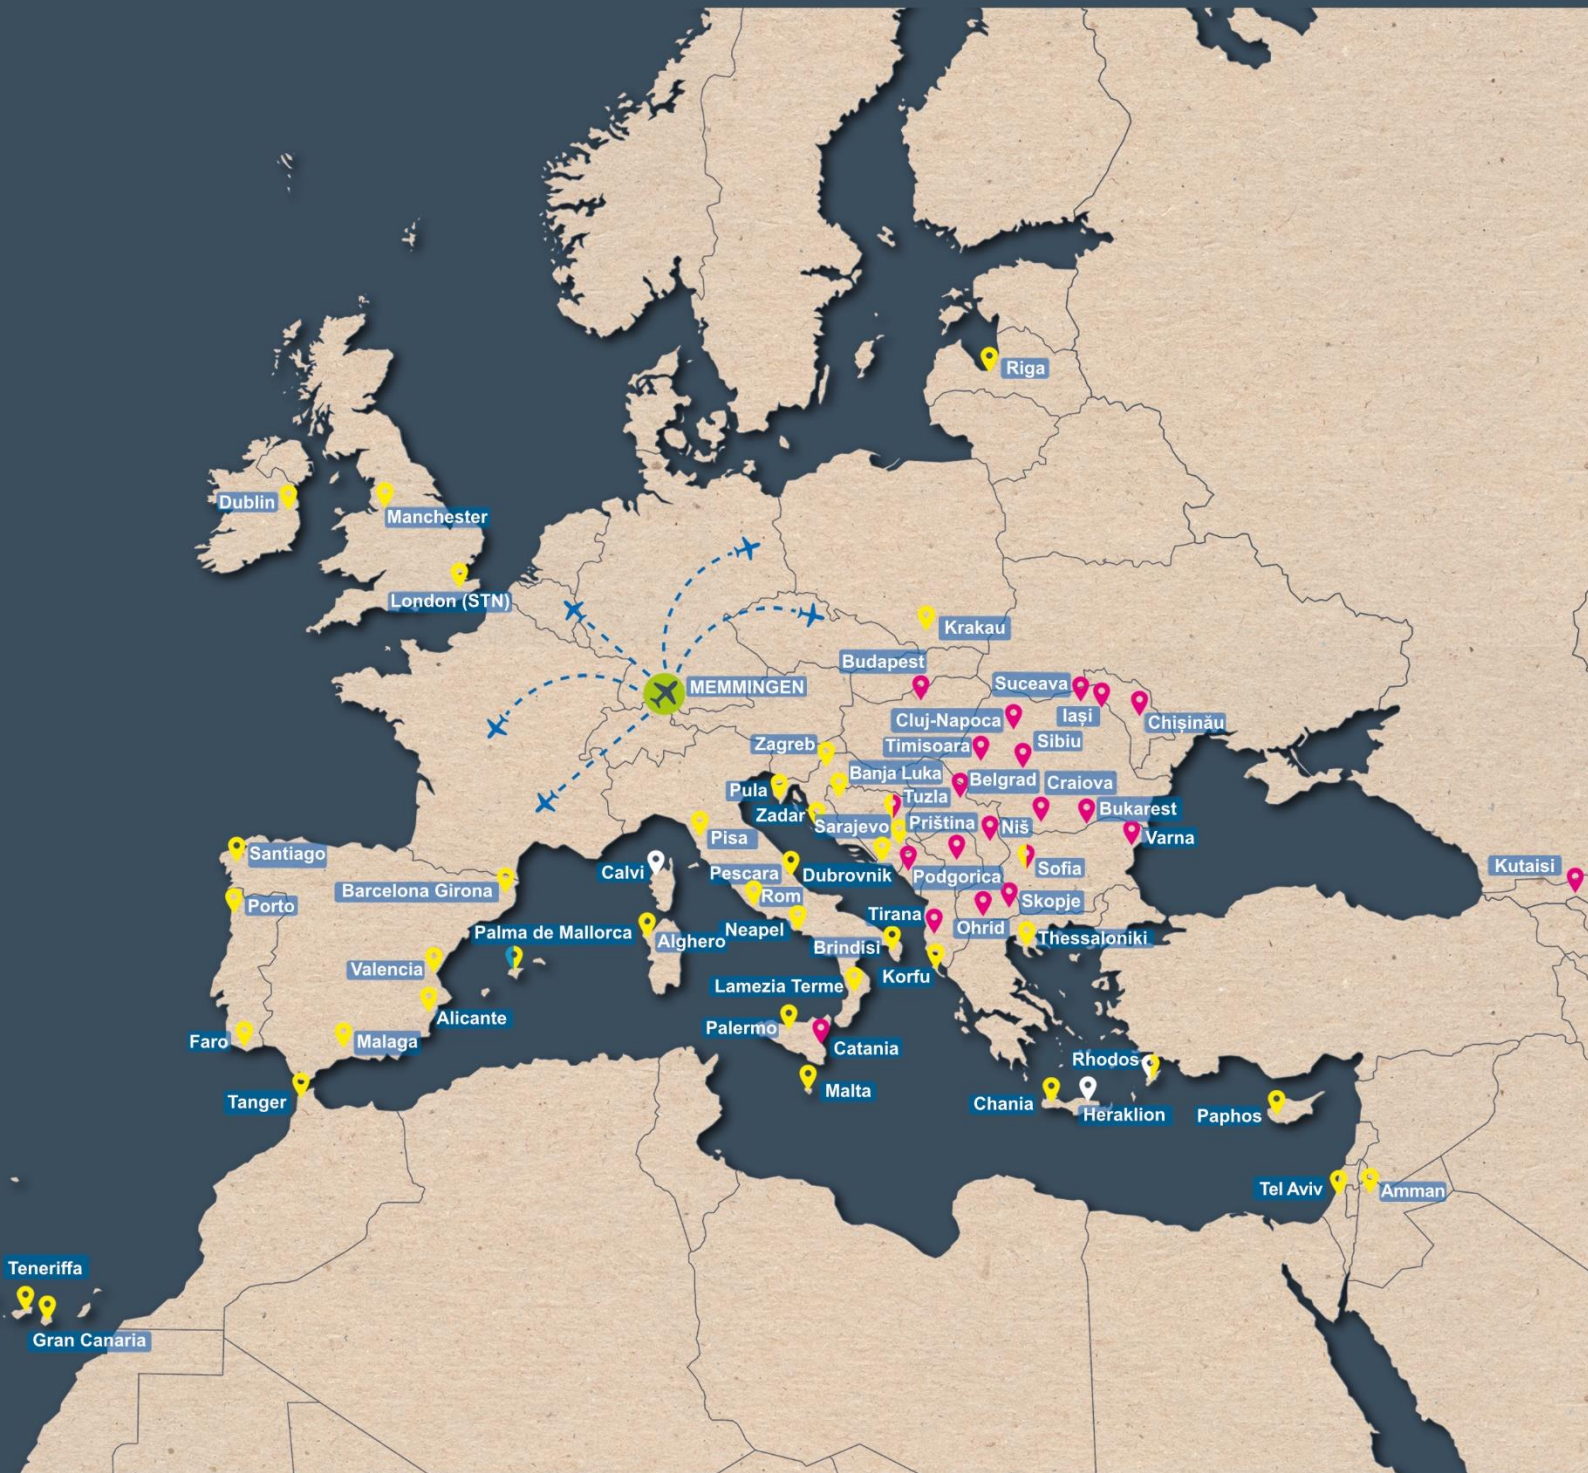 Riga
Dublin
Manchester
London (STN)
Krakau
Budapest
MEMMINGEN
Suceava
Iași
Chișinău
Cluj-Napoca
Zagreb
Timisoara
Sibiu
Banja Luka
Belgrad
Craiova
Pula
Tuzla
Bukarest
Zadar
Sarajevo
Priština
Niš
Varna
Pisa
Santiago
Calvi
Pescara
Dubrovnik
Podgorica
Sofia
Kutaisi
Barcelona Girona
Rom
Skopje
Porto
Tirana
Ohrid
Palma de Mallorca
Alghero
Neapel
Brindisi
Thessaloniki
Valencia
Lamezia Terme
Korfu
Alicante
Palermo
Faro
Malaga
Catania
Rhodos
Malta
Tanger
Chania
Heraklion
Paphos
Tel Aviv
Amman
Teneriffa
Gran Canaria